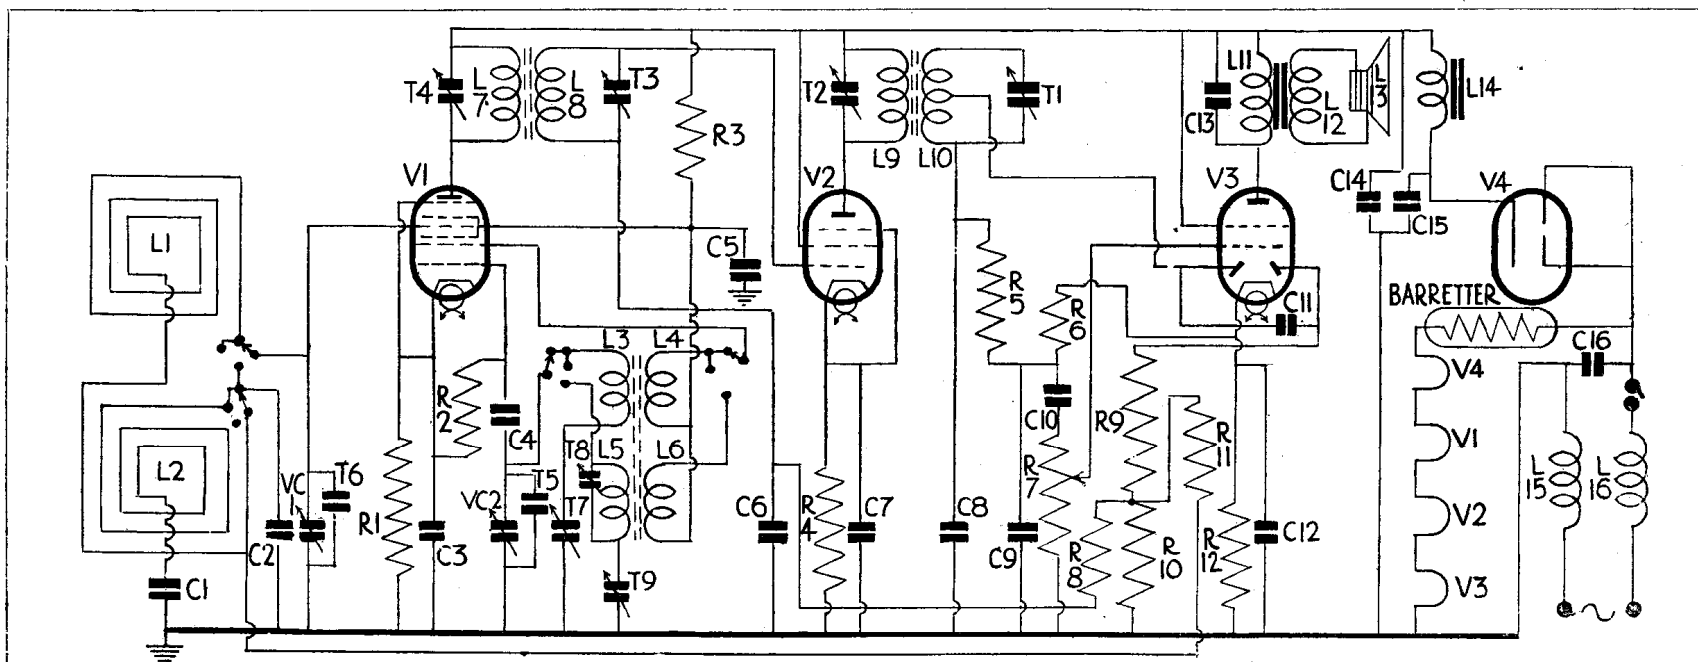 T4
L 7
L 8
T3
R3
T2
L9
L10
T1
C13
L11
L 12
L 13
L14
V1
V2
V3
V4
C14
C15
L1
L2
C5
R 5
R 6
C11
BARRETTER
C16
L3
L4
R 2
C4
L5
L6
T8
C10
R9
R 11
V4
V1
V2
V3
VC 1
T6
R1
C3
VC2
T5
T7
T9
C6
R 4
C7
C8
C9
R 7
R 8
R 10
R 12
C12
L 15
L 16
C2
C1